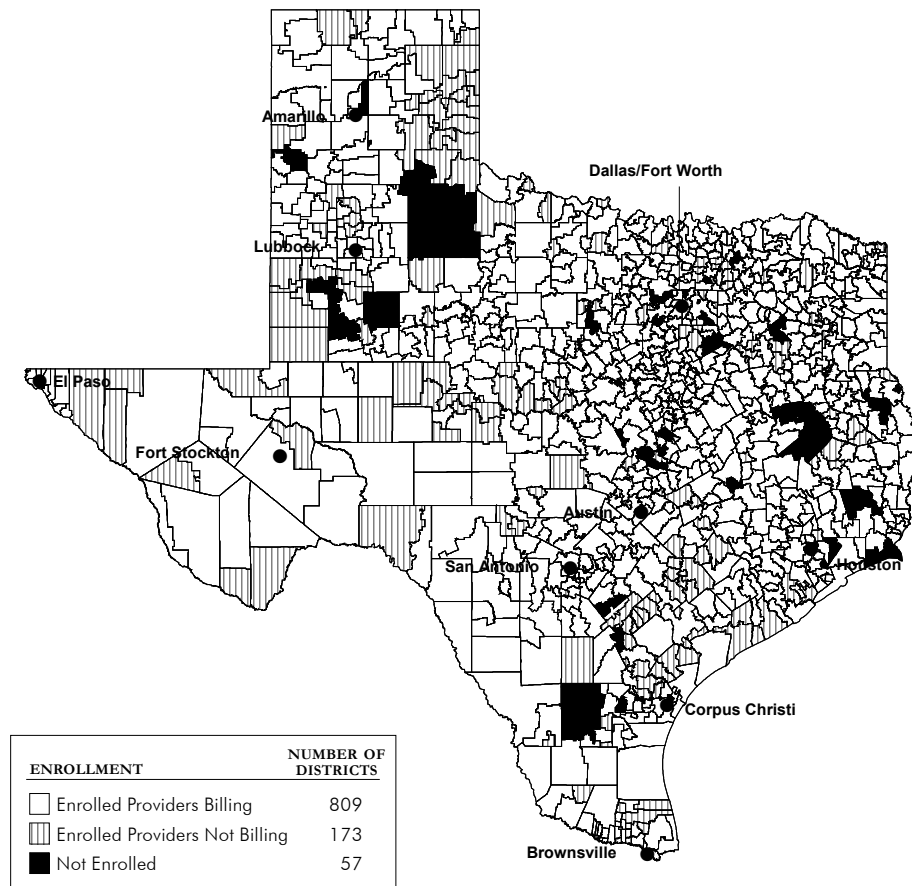 Dallas/Fort Worth
Amarillo
Lubbock
El Paso
Fort Stockton
Austin
San Antonio
Houston
Corpus Christi
Brownsville
ENROLLMENT NUMBER OF DISTRICTS
Enrolled Providers Billing 809
Enrolled Providers Not Billing 173
Not Enrolled 57